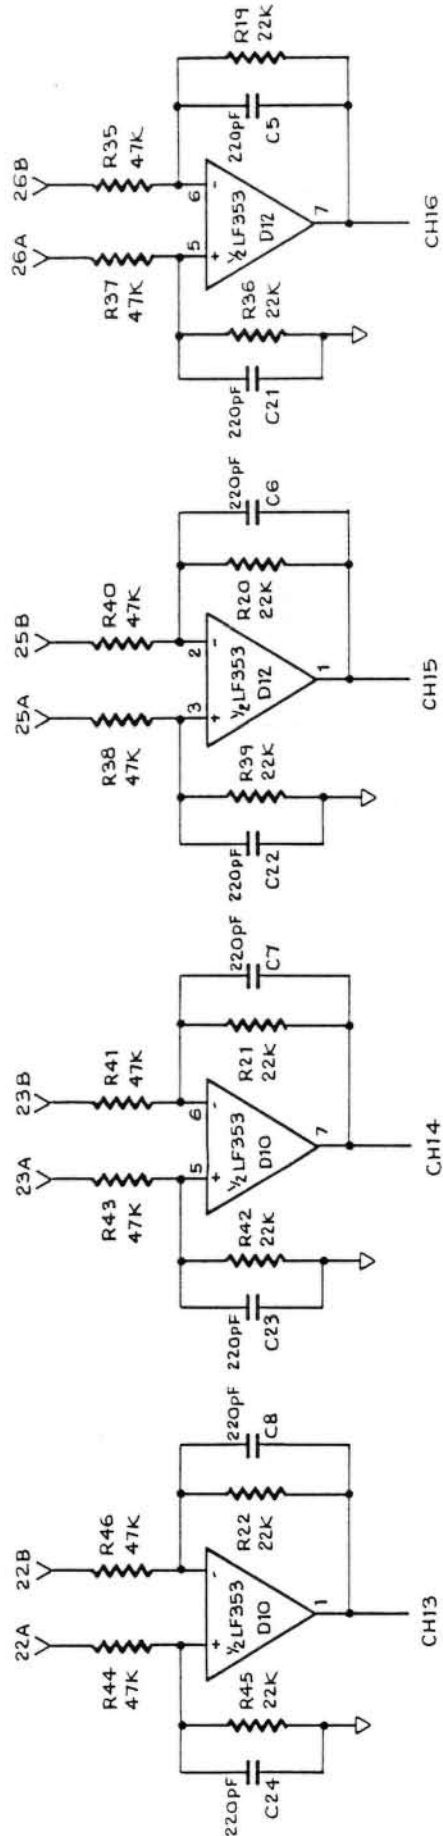 22A
22B
R44
47K
R46
47K
220pF
C24
R45
22K
+
-
½LF353
D10
R22
22K
220pF
C8
1
CH13
23A
23B
R43
47K
R41
47K
5
6
220pF
C23
R42
22K
+
-
½LF353
D10
R21
22K
220pF
C7
7
CH14
25A
25B
R38
47K
R40
47K
3
2
220pF
C22
R39
22K
+
-
½LF353
D12
R20
22K
220pF
C6
1
CH15
26A
26B
R37
47K
R35
47K
5
6
220pF
C21
R36
22K
+
-
½LF353
D12
220pF
C5
R19
22K
7
CH16